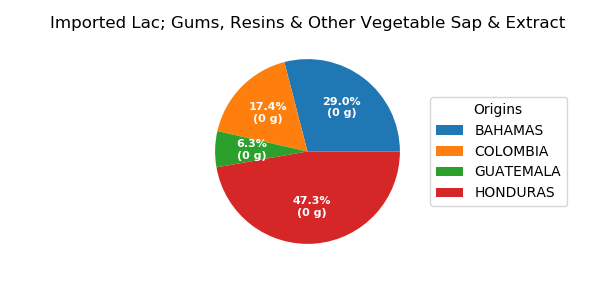 Imported Lac; Gums, Resins & Other Vegetable Sap & Extract
29.0%
(0 g)
17.4%
(0 g)
6.3%
(0 g)
47.3%
(0 g)
Origins
BAHAMAS
COLOMBIA
GUATEMALA
HONDURAS